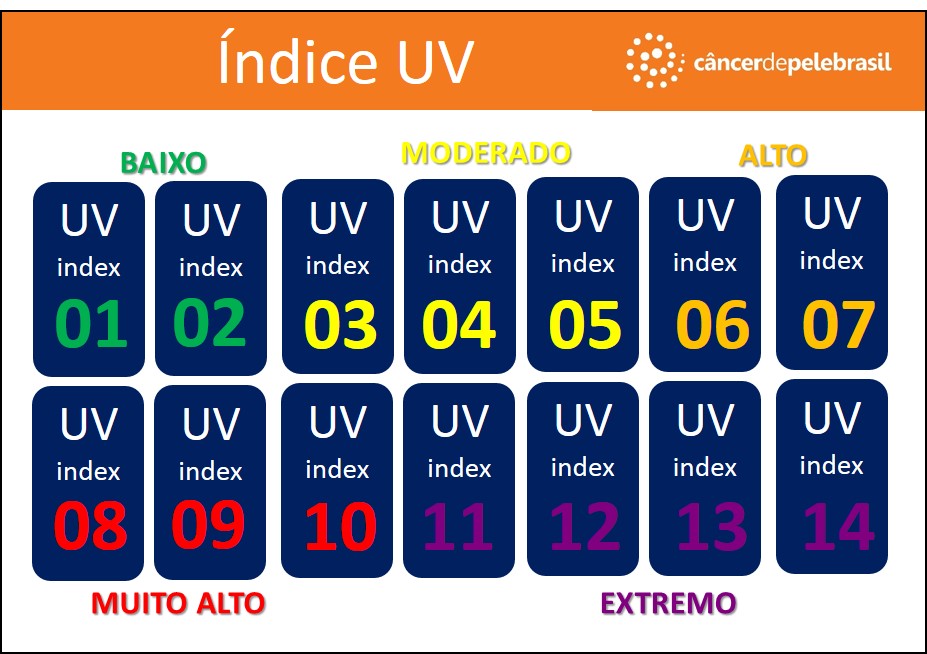 Índice UV
câncerdepelebrasil
BAIXO MODERADO ALTO
UV UV UV UV UV UV UV
index index index index index index index
01 02 03 04 05 06 07
UV UV UV UV UV UV UV
index index index index index index index
08 09 10 11 12 13 14
MUITO ALTO EXTREMO